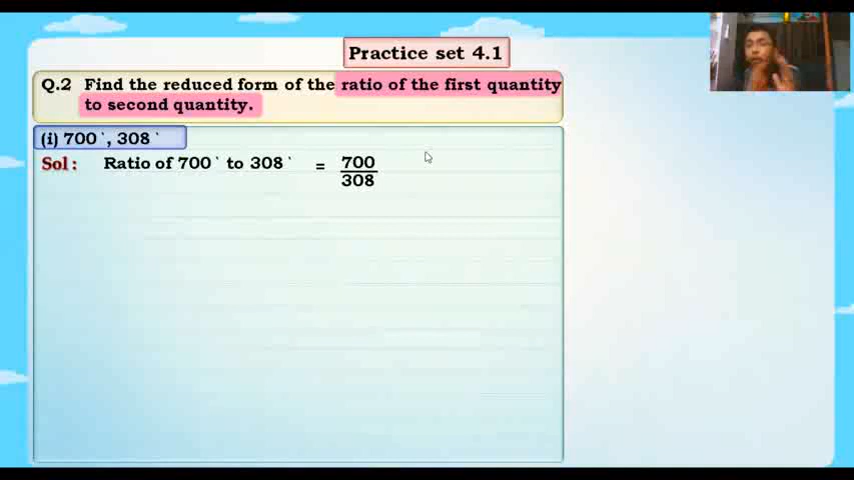 Practice set 4.1
Q.2 Find the reduced form of the ratio of the first quantity
to second quantity.
(i) 700 `, 308 `
Sol : Ratio of 700 ` to 308 ` = 700
308